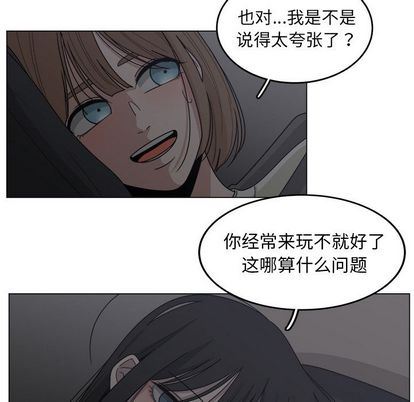 也对...我是不是
说得太夸张了？
你经常来玩不就好了
这哪算什么问题